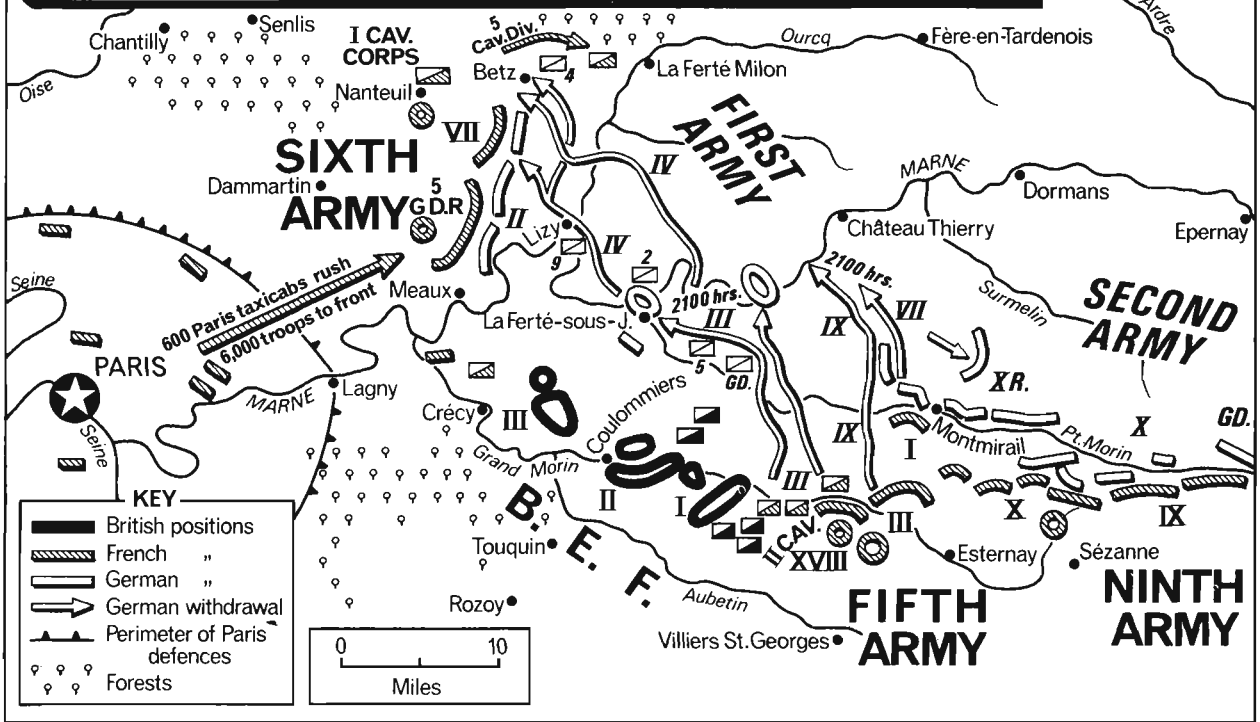 Chantilly
Senlis
I CAV.
CORPS
5
Cav.Div.
Ourcq
Fère-en-Tardenois
Ardre
Oise
Betz
4
La Ferté Milon
Nanteuil
VII
FIRST
ARMY
SIXTH
ARMY
IV
MARNE
Dammartin
5
G D.R
II
Dormans
Lizy
IV
Château Thierry
Epernay
9
2
2100 hrs.
Seine
600 Paris taxicabs rush
6,000 troops to front
Meaux
2100 hrs.
III
La Ferté-sous-J.
IX
VII
Surmelin
SECOND
ARMY
PARIS
5
GD.
X R.
MARNE
Lagny
Crécy
III
Coulommiers
Montmirail
Pt. Morin
X
GD.
Seine
Grand Morin
IX
I
II
I
III
X
IX
B. E. F.
II CAV.
XVIII
III
Touquin
Esternay
Sézanne
Rozoy
Aubetin
FIFTH
ARMY
NINTH
ARMY
Villiers St. Georges
KEY
British positions
French "
German "
German withdrawal
Perimeter of Paris
defences
Forests
0 10
Miles